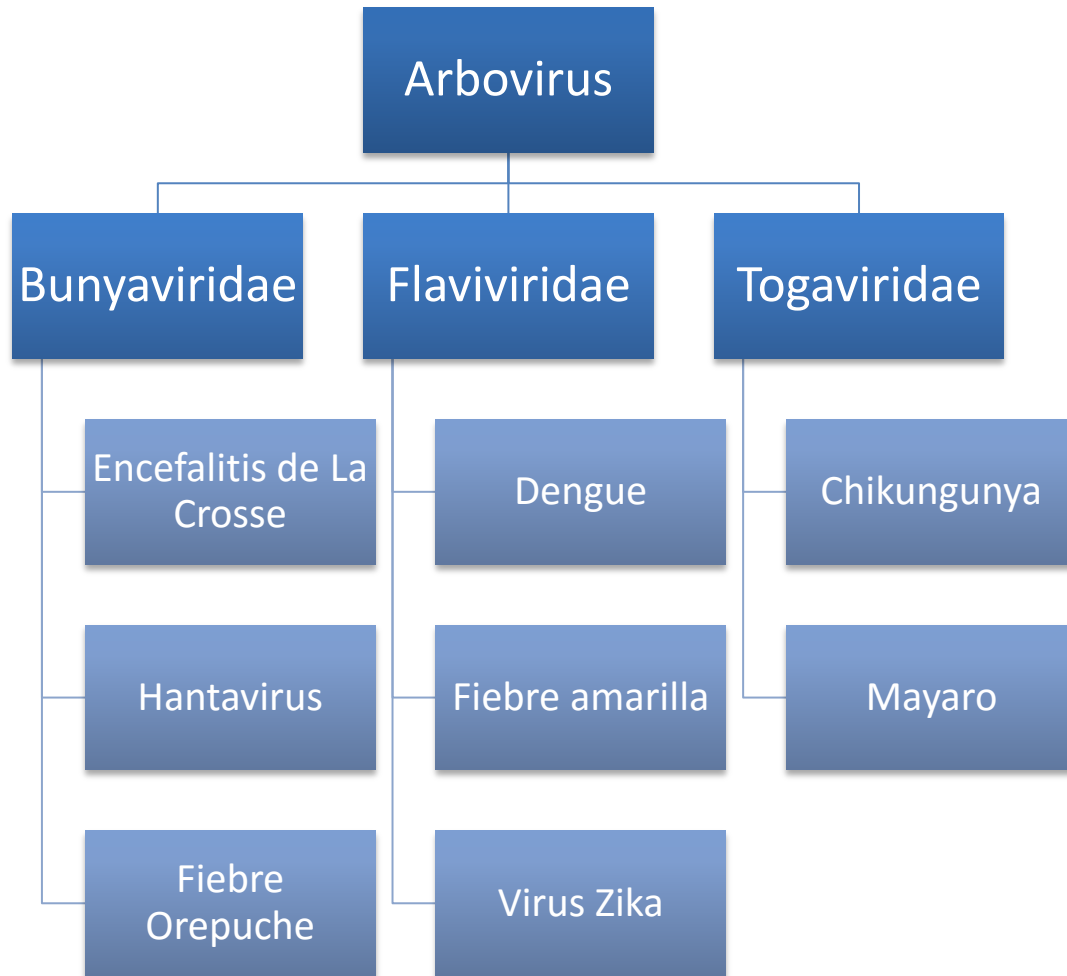 Arbovirus
Bunyaviridae
Encefalitis de La
Crosse
Hantavirus
Fiebre
Orepuche
Flaviviridae
Dengue
Fiebre amarilla
Virus Zika
Togaviridae
Chikungunya
Mayaro